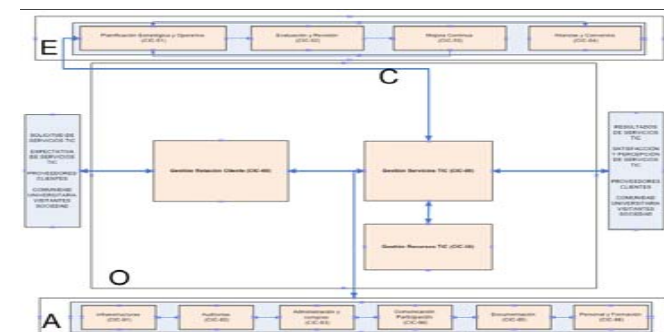 E
Planificación Estratégica y Operativa
Evaluación y Revisión
Mejora Continua
Alianzas y Convenios
C
SOLICITUD DE
SERVICIOS TIC
EXPECTATIVA
DE SERVICIOS
TIC
PROVEEDORES
CLIENTES
COMUNIDAD
UNIVERSITARIA
VISITANTES
SOCIEDAD
Gestión Relación Cliente
Gestión Servicios TIC
Gestión Recursos TIC
RESULTADOS
DE SERVICIOS
TIC
SATISFACCIÓN
Y PERCEPCIÓN
DE SERVICIOS
TIC
PROVEEDORES
CLIENTES
COMUNIDAD
UNIVERSITARIA
VISITANTES
SOCIEDAD
O
A
Infraestructuras
Auditorías
Administración y
compras
Comunicación
Participación
Documentación
Personal y Formación